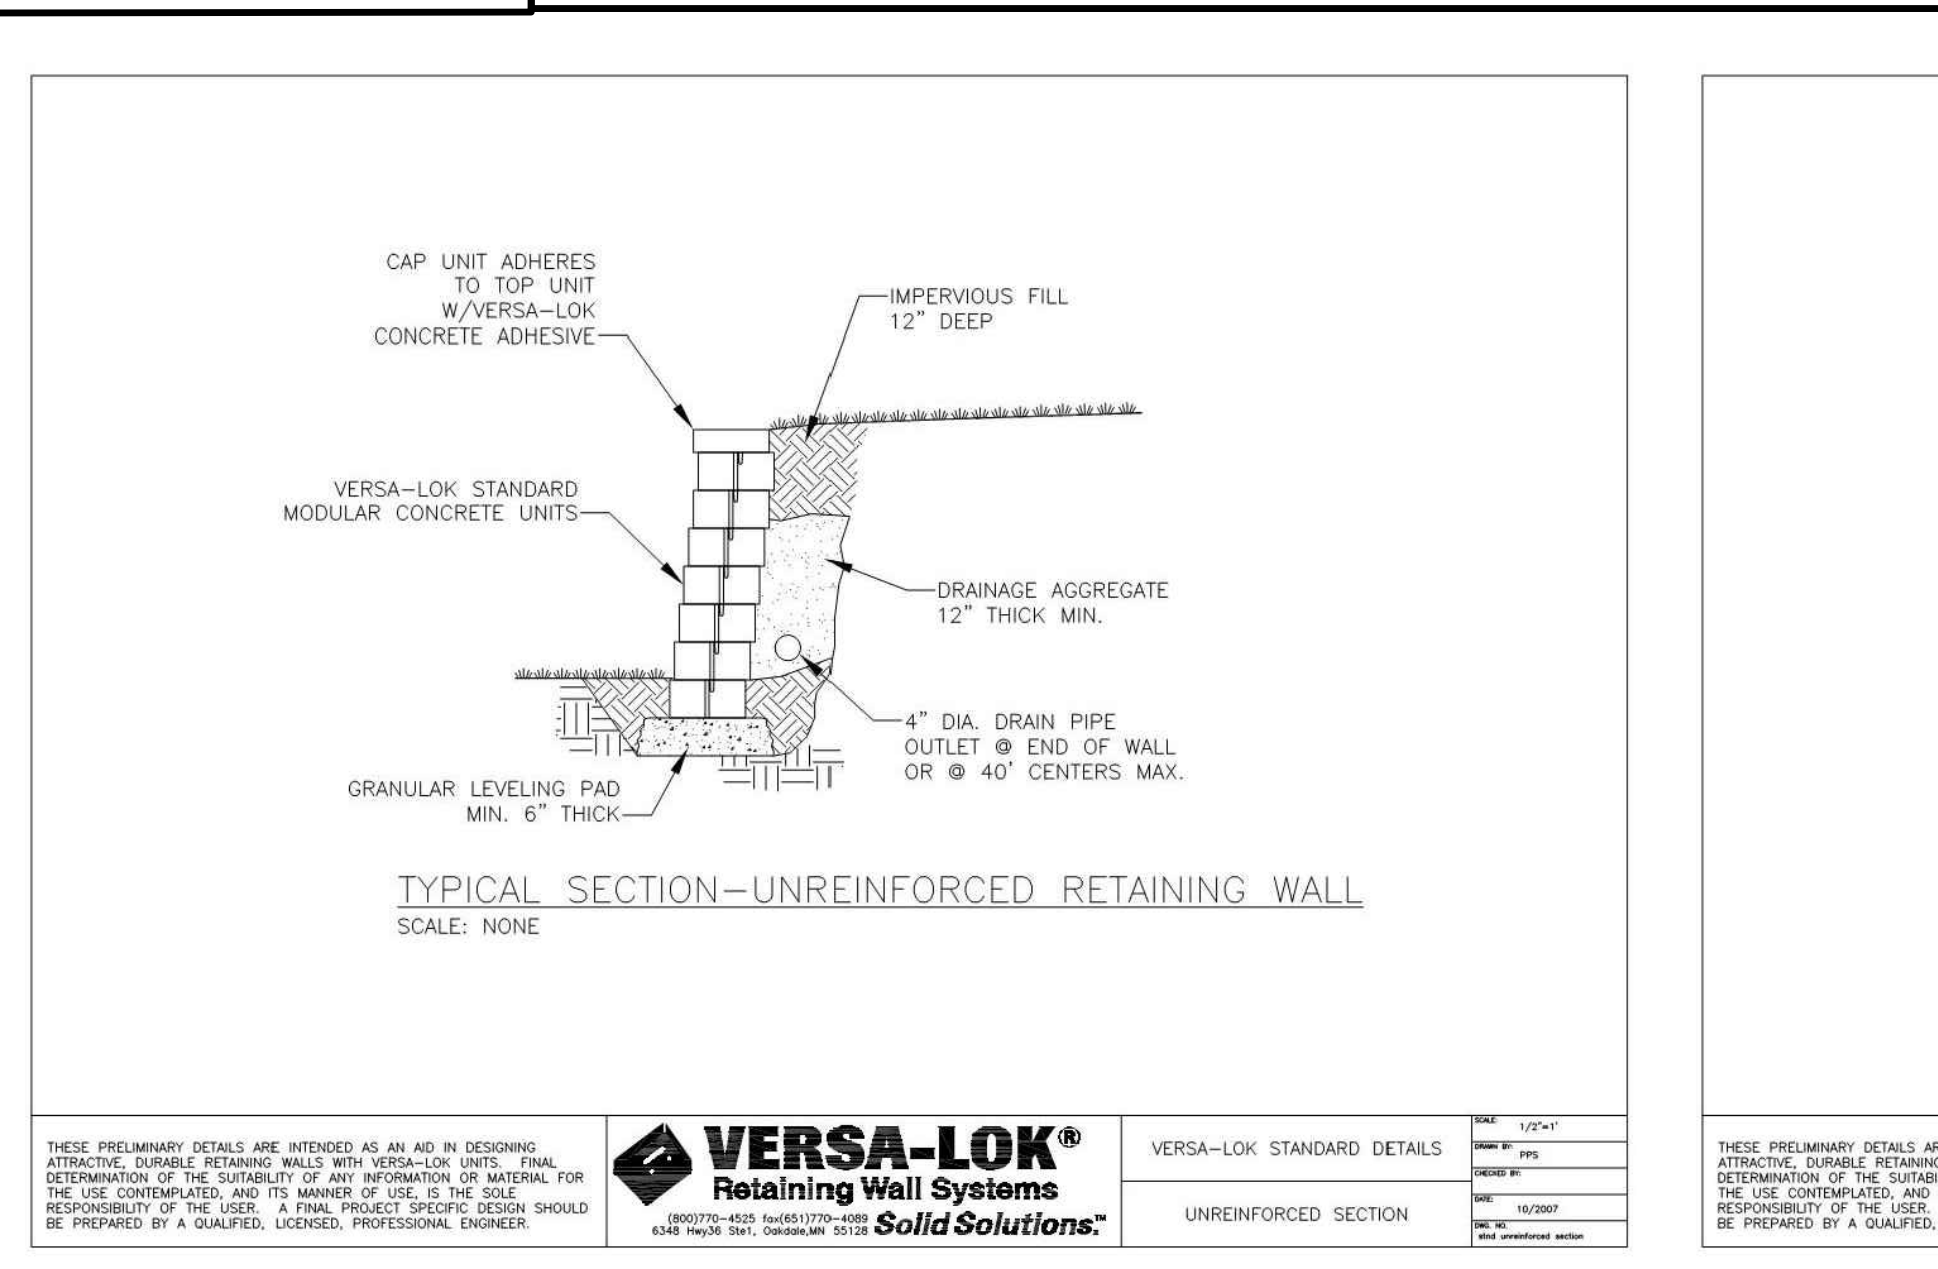 CAP UNIT ADHERES
TO TOP UNIT
W/VERSA-LOK
CONCRETE ADHESIVE
IMPERVIOUS FILL
12" DEEP
VERSA-LOK STANDARD
MODULAR CONCRETE UNITS
DRAINAGE AGGREGATE
12" THICK MIN.
4" DIA. DRAIN PIPE
OUTLET @ END OF WALL
OR @ 40' CENTERS MAX.
GRANULAR LEVELING PAD
MIN. 6" THICK
TYPICAL SECTION-UNREINFORCED RETAINING WALL
SCALE: NONE
THESE PRELIMINARY DETAILS ARE INTENDED AS AN AID IN DESIGNING
ATTRACTIVE, DURABLE RETAINING WALLS WITH VERSA-LOK UNITS. FINAL
DETERMINATION OF THE SUITABILITY OF ANY INFORMATION OR MATERIAL FOR
THE USE CONTEMPLATED, AND ITS MANNER OF USE, IS THE SOLE
RESPONSIBILITY OF THE USER. A FINAL PROJECT SPECIFIC DESIGN SHOULD
BE PREPARED BY A QUALIFIED, LICENSED, PROFESSIONAL ENGINEER.
VERSA-LOK®
Retaining Wall Systems
(800)770-4525 fax(651)770-4089
6348 Hwy36 Ste1, Oakdale,MN 55128
Solid Solutions.™
VERSA-LOK STANDARD DETAILS
UNREINFORCED SECTION
SCALE: 1/2"=1'
DRAWN BY: PPS
CHECKED BY:
DATE: 10/2007
DWG. NO.
stnd unreinforced section
THESE PRELIMINARY DETAILS AR
ATTRACTIVE, DURABLE RETAINING
DETERMINATION OF THE SUITABI
THE USE CONTEMPLATED, AND
RESPONSIBILITY OF THE USER.
BE PREPARED BY A QUALIFIED,